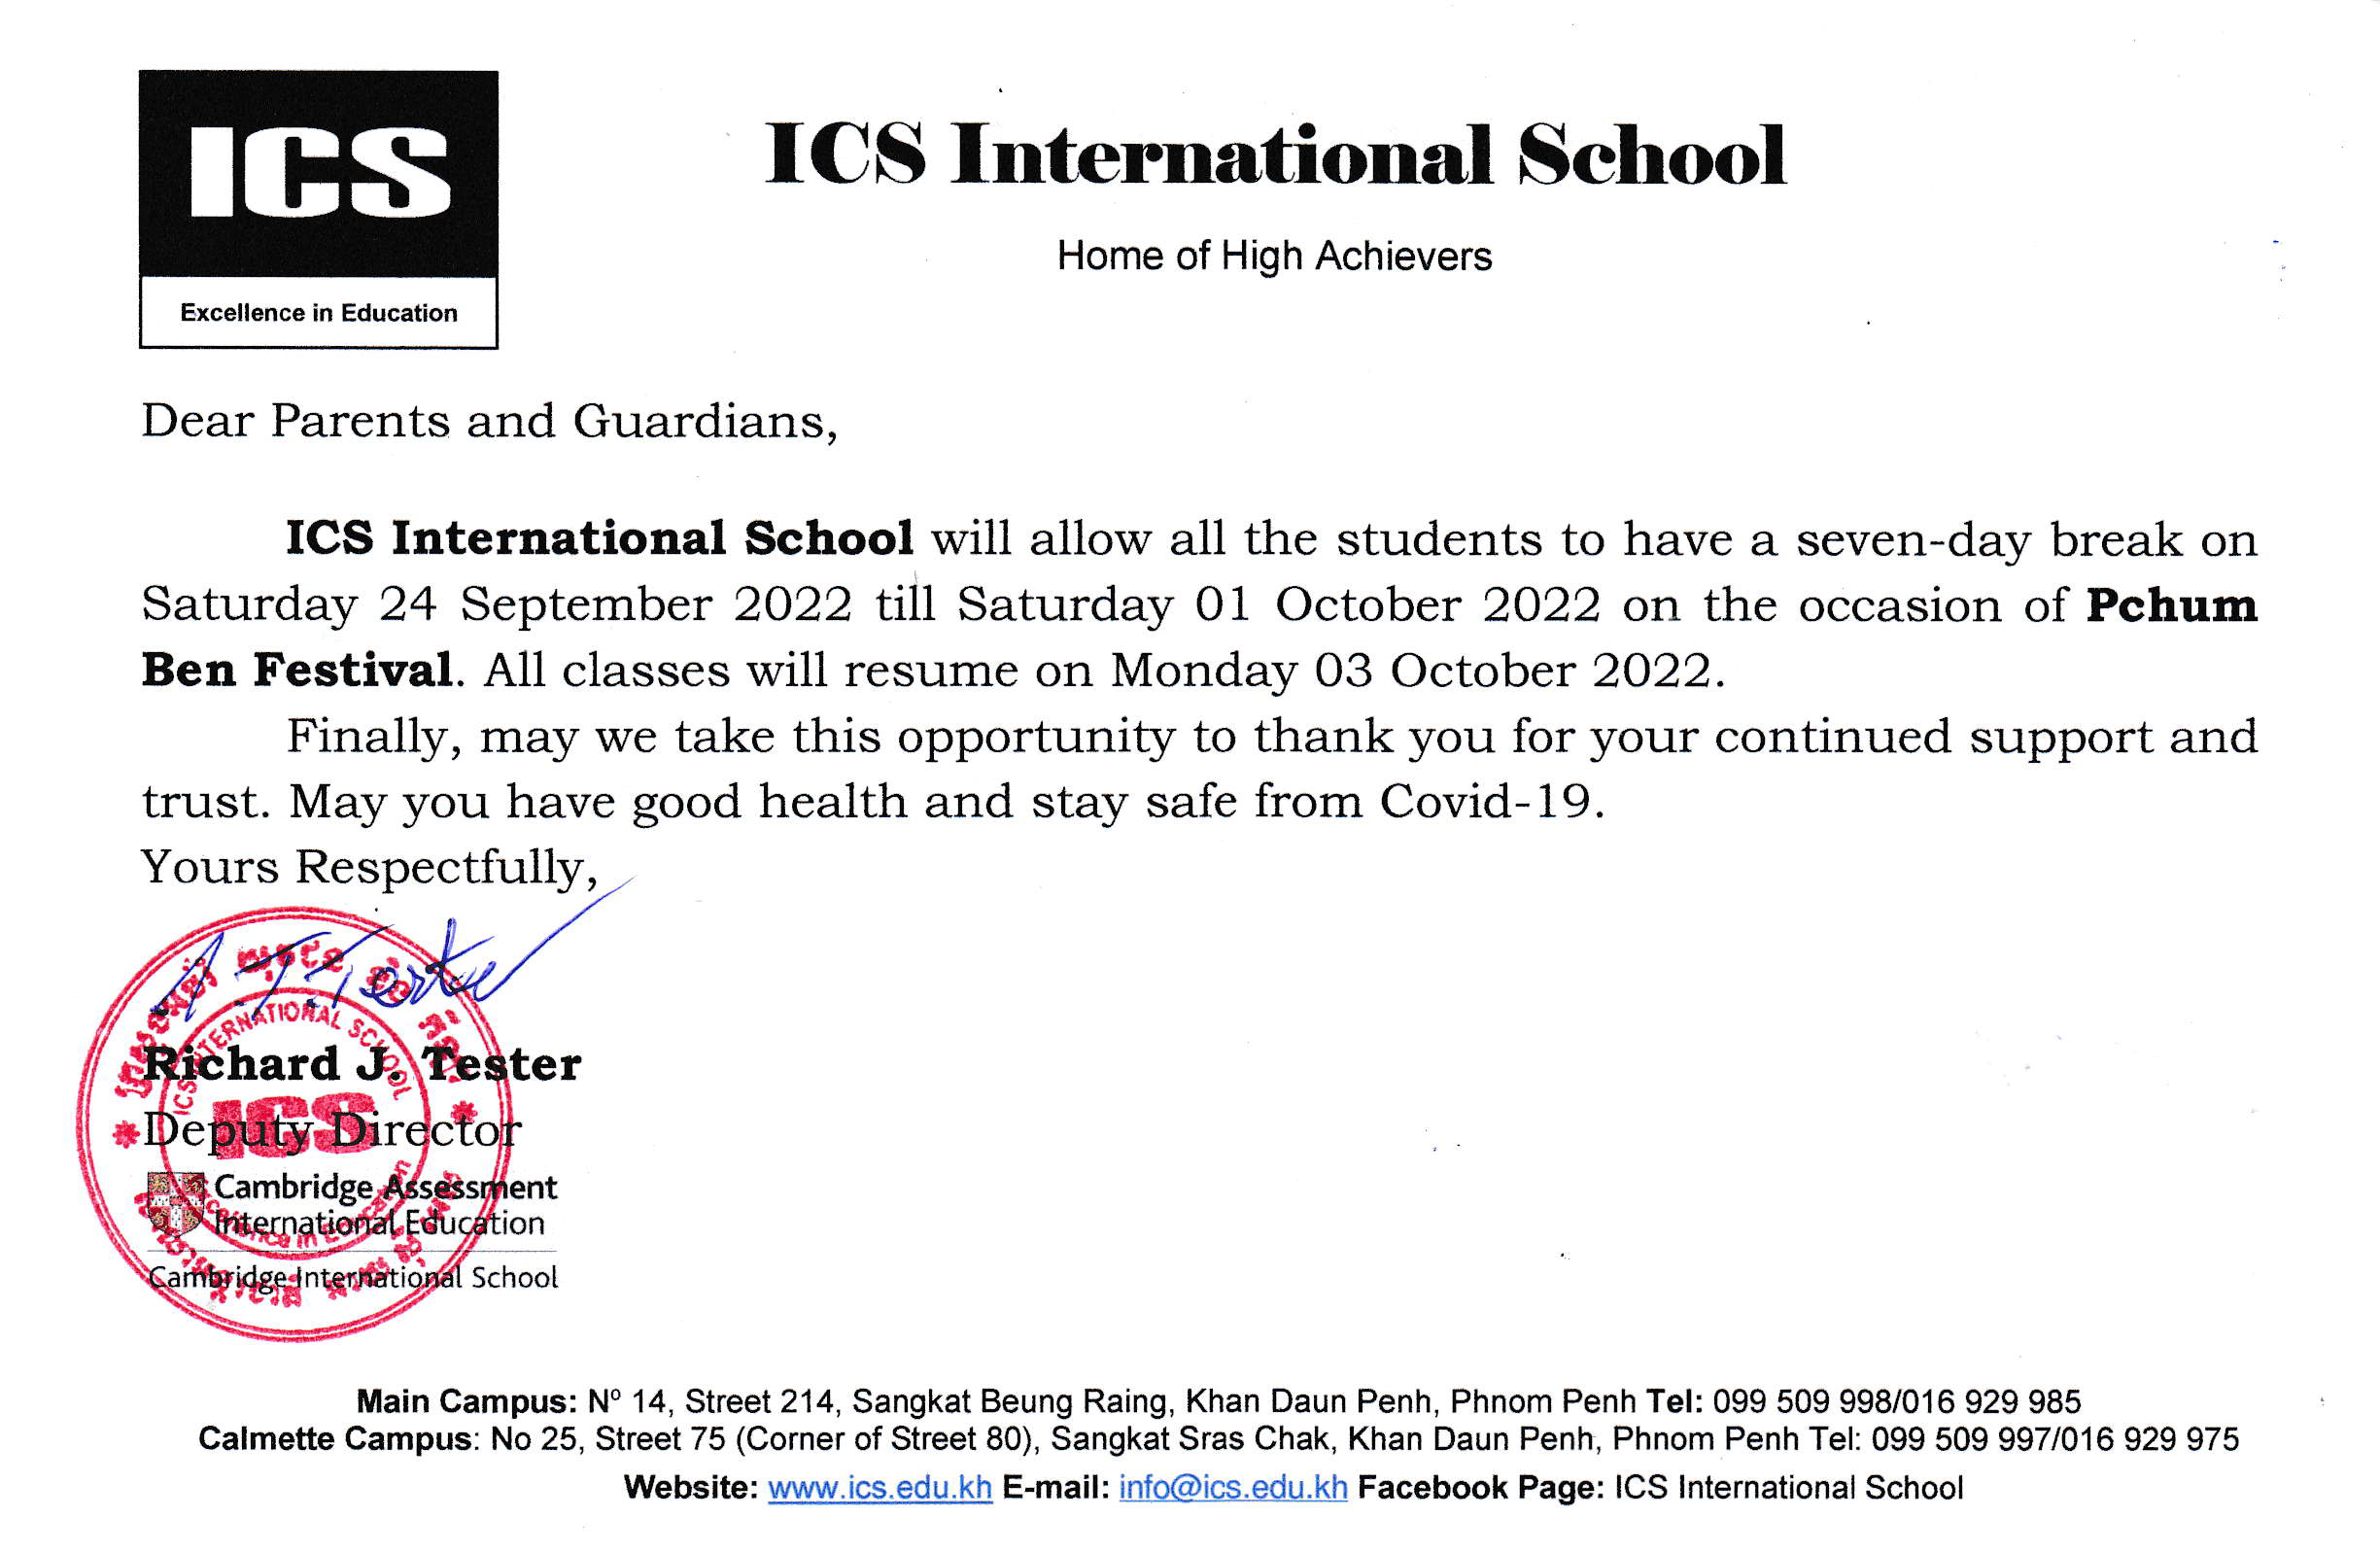 ICS
Excellence in Education
ICS International School
Home of High Achievers
Dear Parents and Guardians,
ICS International School will allow all the students to have a seven-day break on
Saturday 24 September 2022 till Saturday 01 October 2022 on the occasion of Pchum
Ben Festival. All classes will resume on Monday 03 October 2022.
Finally, may we take this opportunity to thank you for your continued support and
trust. May you have good health and stay safe from Covid-19.
Yours Respectfully,
ICS INTERNATIONAL SCHOOL
Richard J. Tester
ICS
Deputy Director
Cambridge Assessment
International Education
in Education
Cambridge International School
Main Campus: Nº 14, Street 214, Sangkat Beung Raing, Khan Daun Penh, Phnom Penh Tel: 099 509 998/016 929 985
Calmette Campus: No 25, Street 75 (Corner of Street 80), Sangkat Sras Chak, Khan Daun Penh, Phnom Penh Tel: 099 509 997/016 929 975
Website: www.ics.edu.kh E-mail: info@ics.edu.kh Facebook Page: ICS International School